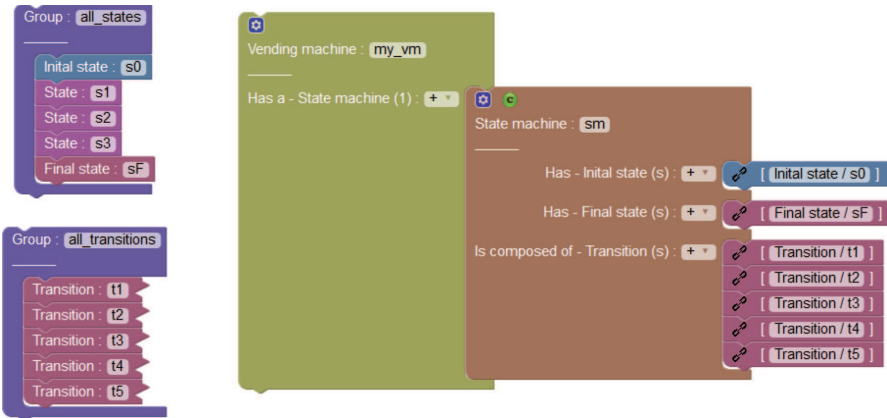 Group : all_states
Inital state : s0
State : s1
State : s2
State : s3
Final state : sF
Group : all_transitions
Transition : t1
Transition : t2
Transition : t3
Transition : t4
Transition : t5
Vending machine : my_vm
Has a - State machine (1) : +
c
State machine : sm
Has - Inital state (s) : + [ Inital state / s0 ]
Has - Final state (s) : + [ Final state / sF ]
Is composed of - Transition (s) : + [ Transition / t1 ]
[ Transition / t2 ]
[ Transition / t3 ]
[ Transition / t4 ]
[ Transition / t5 ]